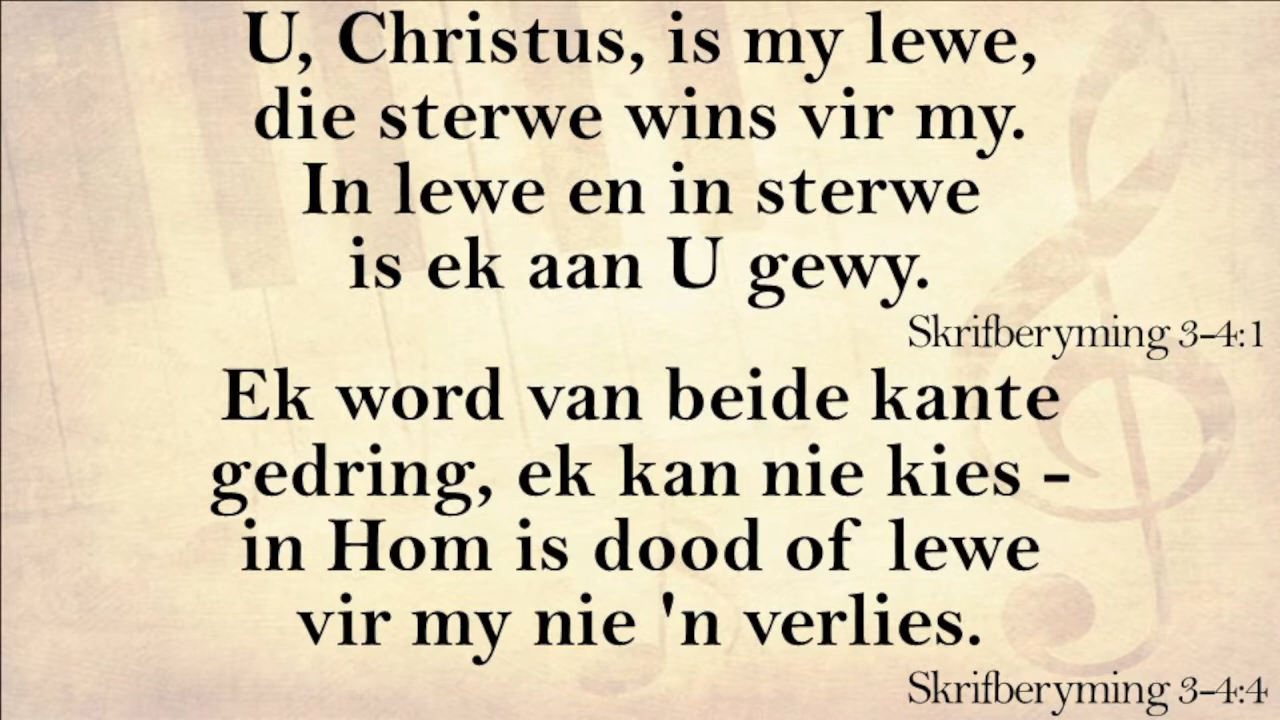 U, Christus, is my lewe,
die sterwe wins vir my.
In lewe en in sterwe
is ek aan U gewy.
Skrifberyming 3-4:1
Ek word van beide kante
gedring, ek kan nie kies -
in Hom is dood of lewe
vir my nie 'n verlies.
Skrifberyming 3-4:4